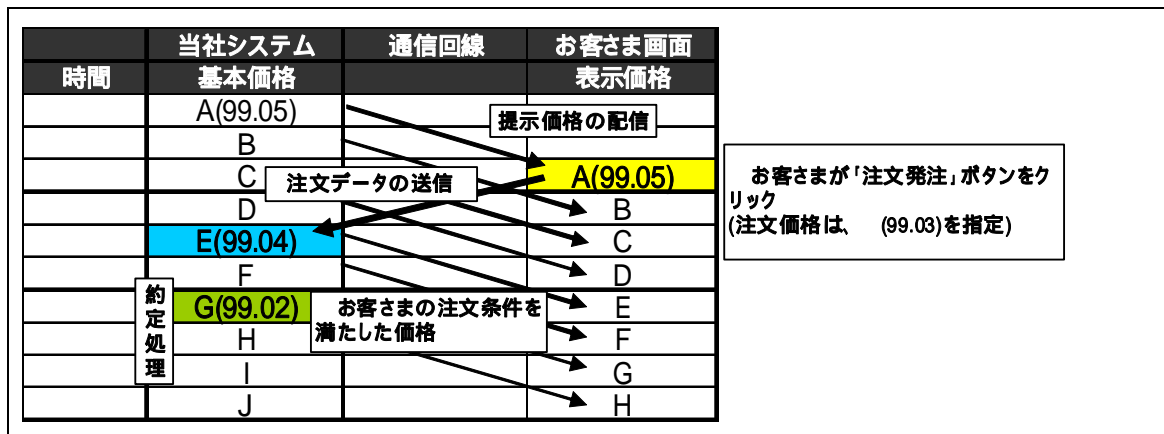 当社システム 通信回線 お客さま画面
時間 基本価格 表示価格
A(99.05)
提示価格の配信
B
C
注文データの送信
A(99.05)
D
B
E(99.04)
C
F
D
G(99.02)
E
H
F
I
G
J
H
約定処理
お客さまの注文条件を
満たした価格
お客さまが「注文発注」ボタンをク
リック
(注文価格は、 (99.03)を指定)